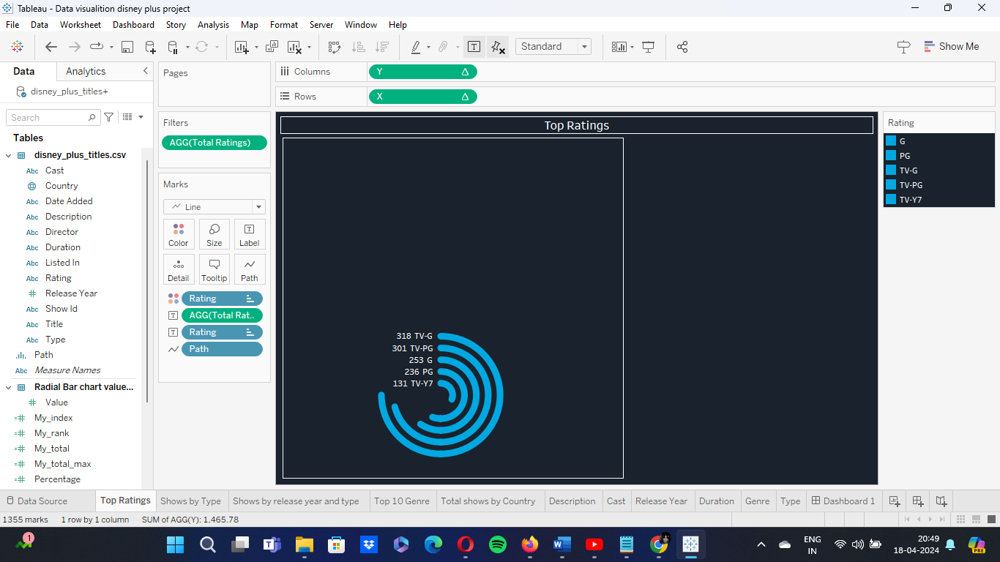 Tableau - Data visualition disney plus project
File Data Worksheet Dashboard Story Analysis Map Format Server Window Help
Standard
Show Me
Data Analytics
disney_plus_titles+
Search
Tables
disney_plus_titles.csv
Abc Cast
Country
Abc Date Added
Abc Description
Abc Director
Abc Duration
Abc Listed In
Abc Rating
Release Year
Abc Show Id
Abc Title
Abc Type
Path
Abc Measure Names
Radial Bar chart value...
Value
My_index
My_rank
My_total
My_total_max
Percentage
Pages
Filters
AGG(Total Ratings)
Marks
Line
Color Size Label
Detail Tooltip Path
Rating
AGG(Total Rat..
Rating
Path
Columns Y
Rows X
Top Ratings
318 TV-G
301 TV-PG
253 G
236 PG
131 TV-Y7
Rating
G
PG
TV-G
TV-PG
TV-Y7
Data Source Top Ratings Shows by Type Shows by release year and type Top 10 Genre Total shows by Country Description Cast Release Year Duration Genre Type Dashboard 1
1355 marks 1 row by 1 column SUM of AGG(Y): 1,465.78
1
ENG
IN
20:49
18-04-2024
PRE